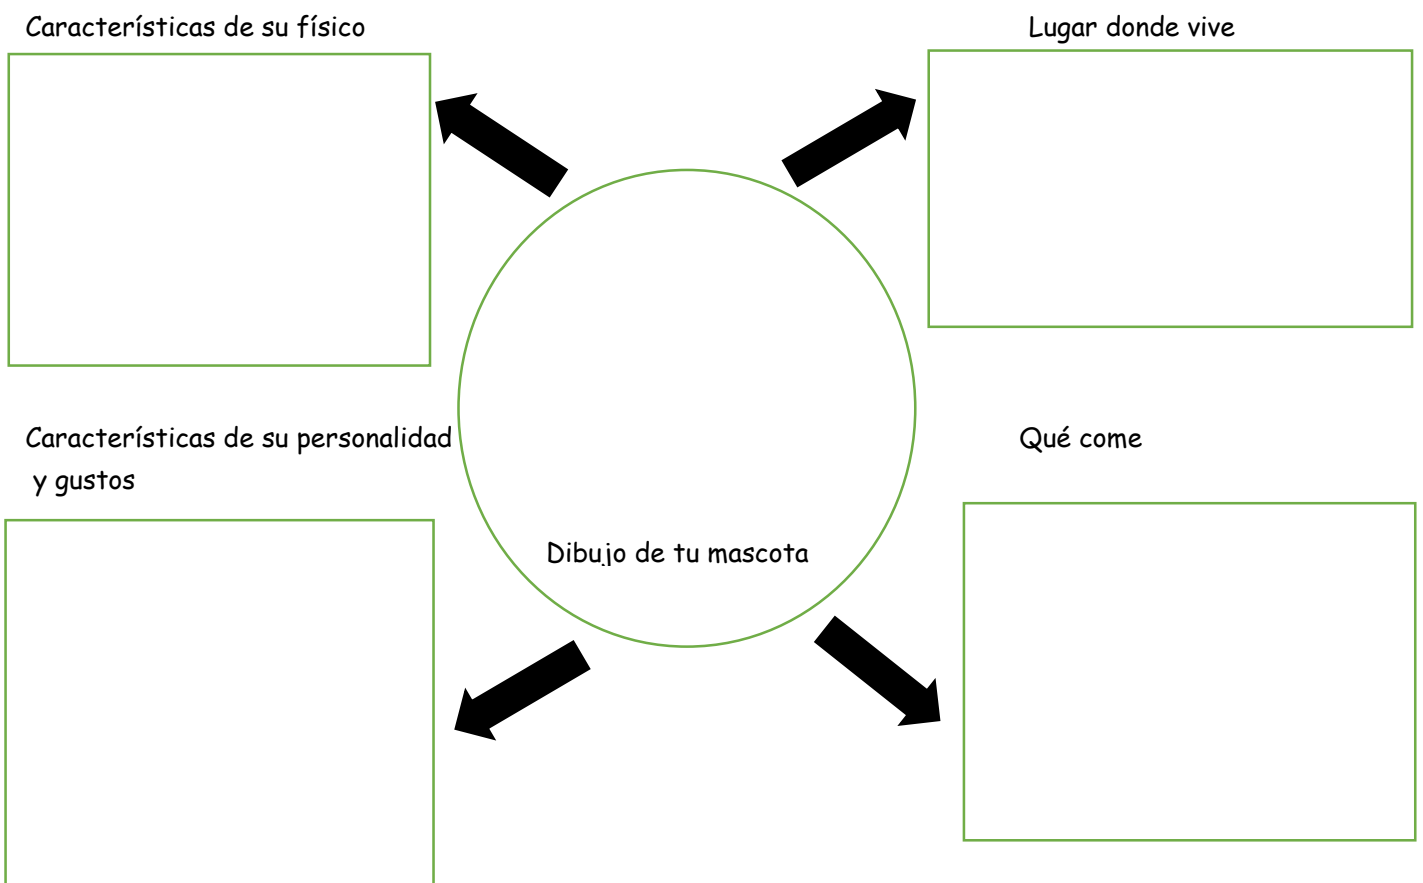 Características de su físico
Lugar donde vive
Características de su personalidad
y gustos
Qué come
Dibujo de tu mascota